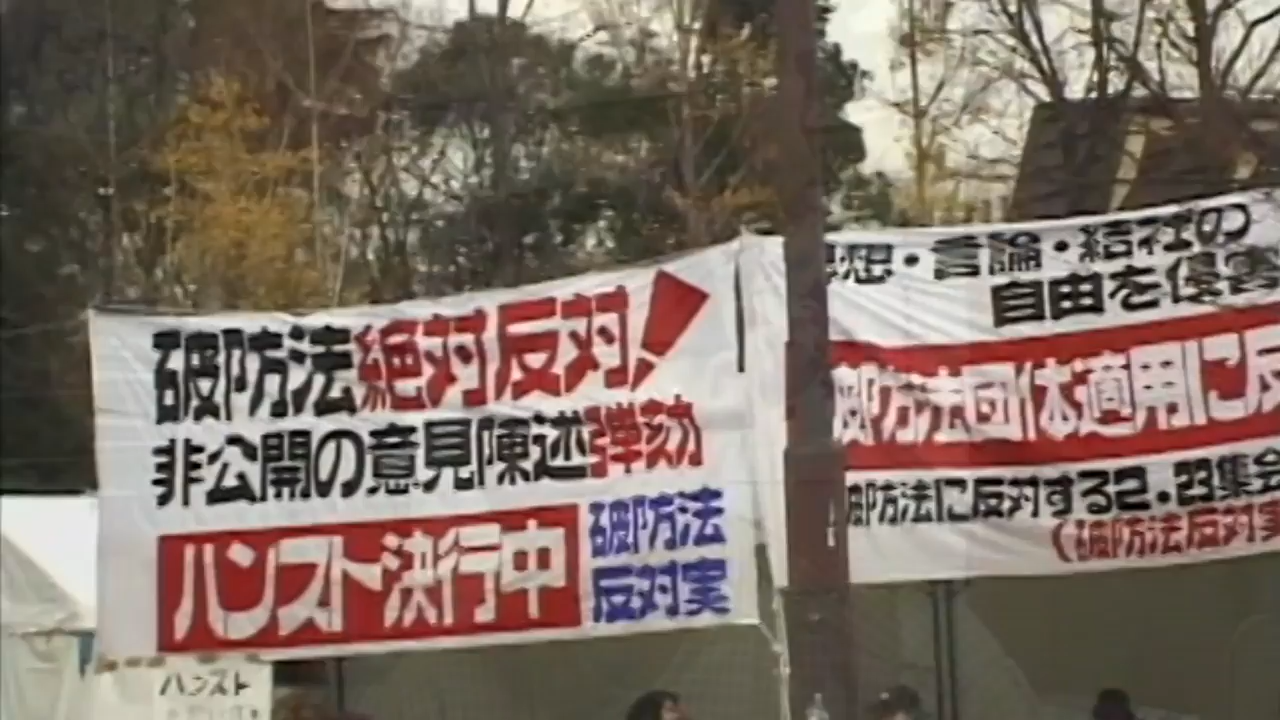 破防法絶対反対!
非公開の意見陳述弾劾
ハンスト決行中
破防法
反対実
思想・言論・結社の
自由を侵害
防法団体適用に反
破防法に反対する2・23集会
(破防法反対実
ハンスト